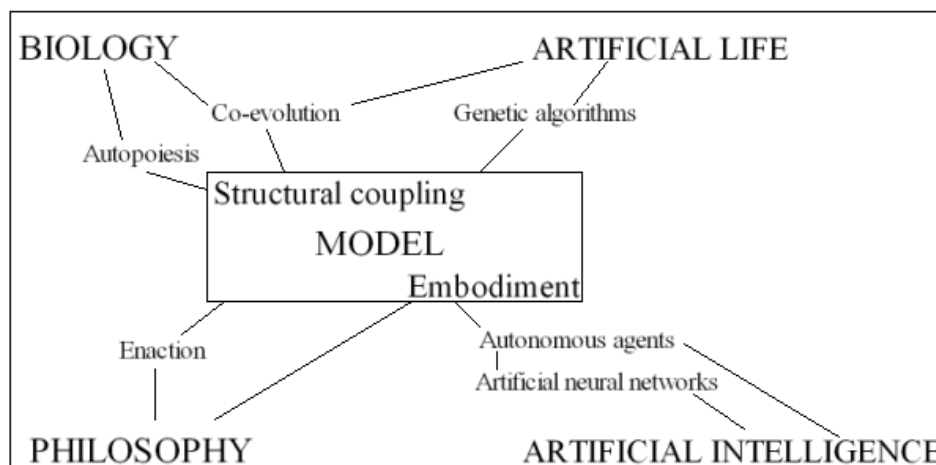 BIOLOGY
ARTIFICIAL LIFE
Co-evolution
Genetic algorithms
Autopoiesis
Structural coupling
MODEL
Embodiment
Enaction
Autonomous agents
Artificial neural networks
PHILOSOPHY
ARTIFICIAL INTELLIGENCE